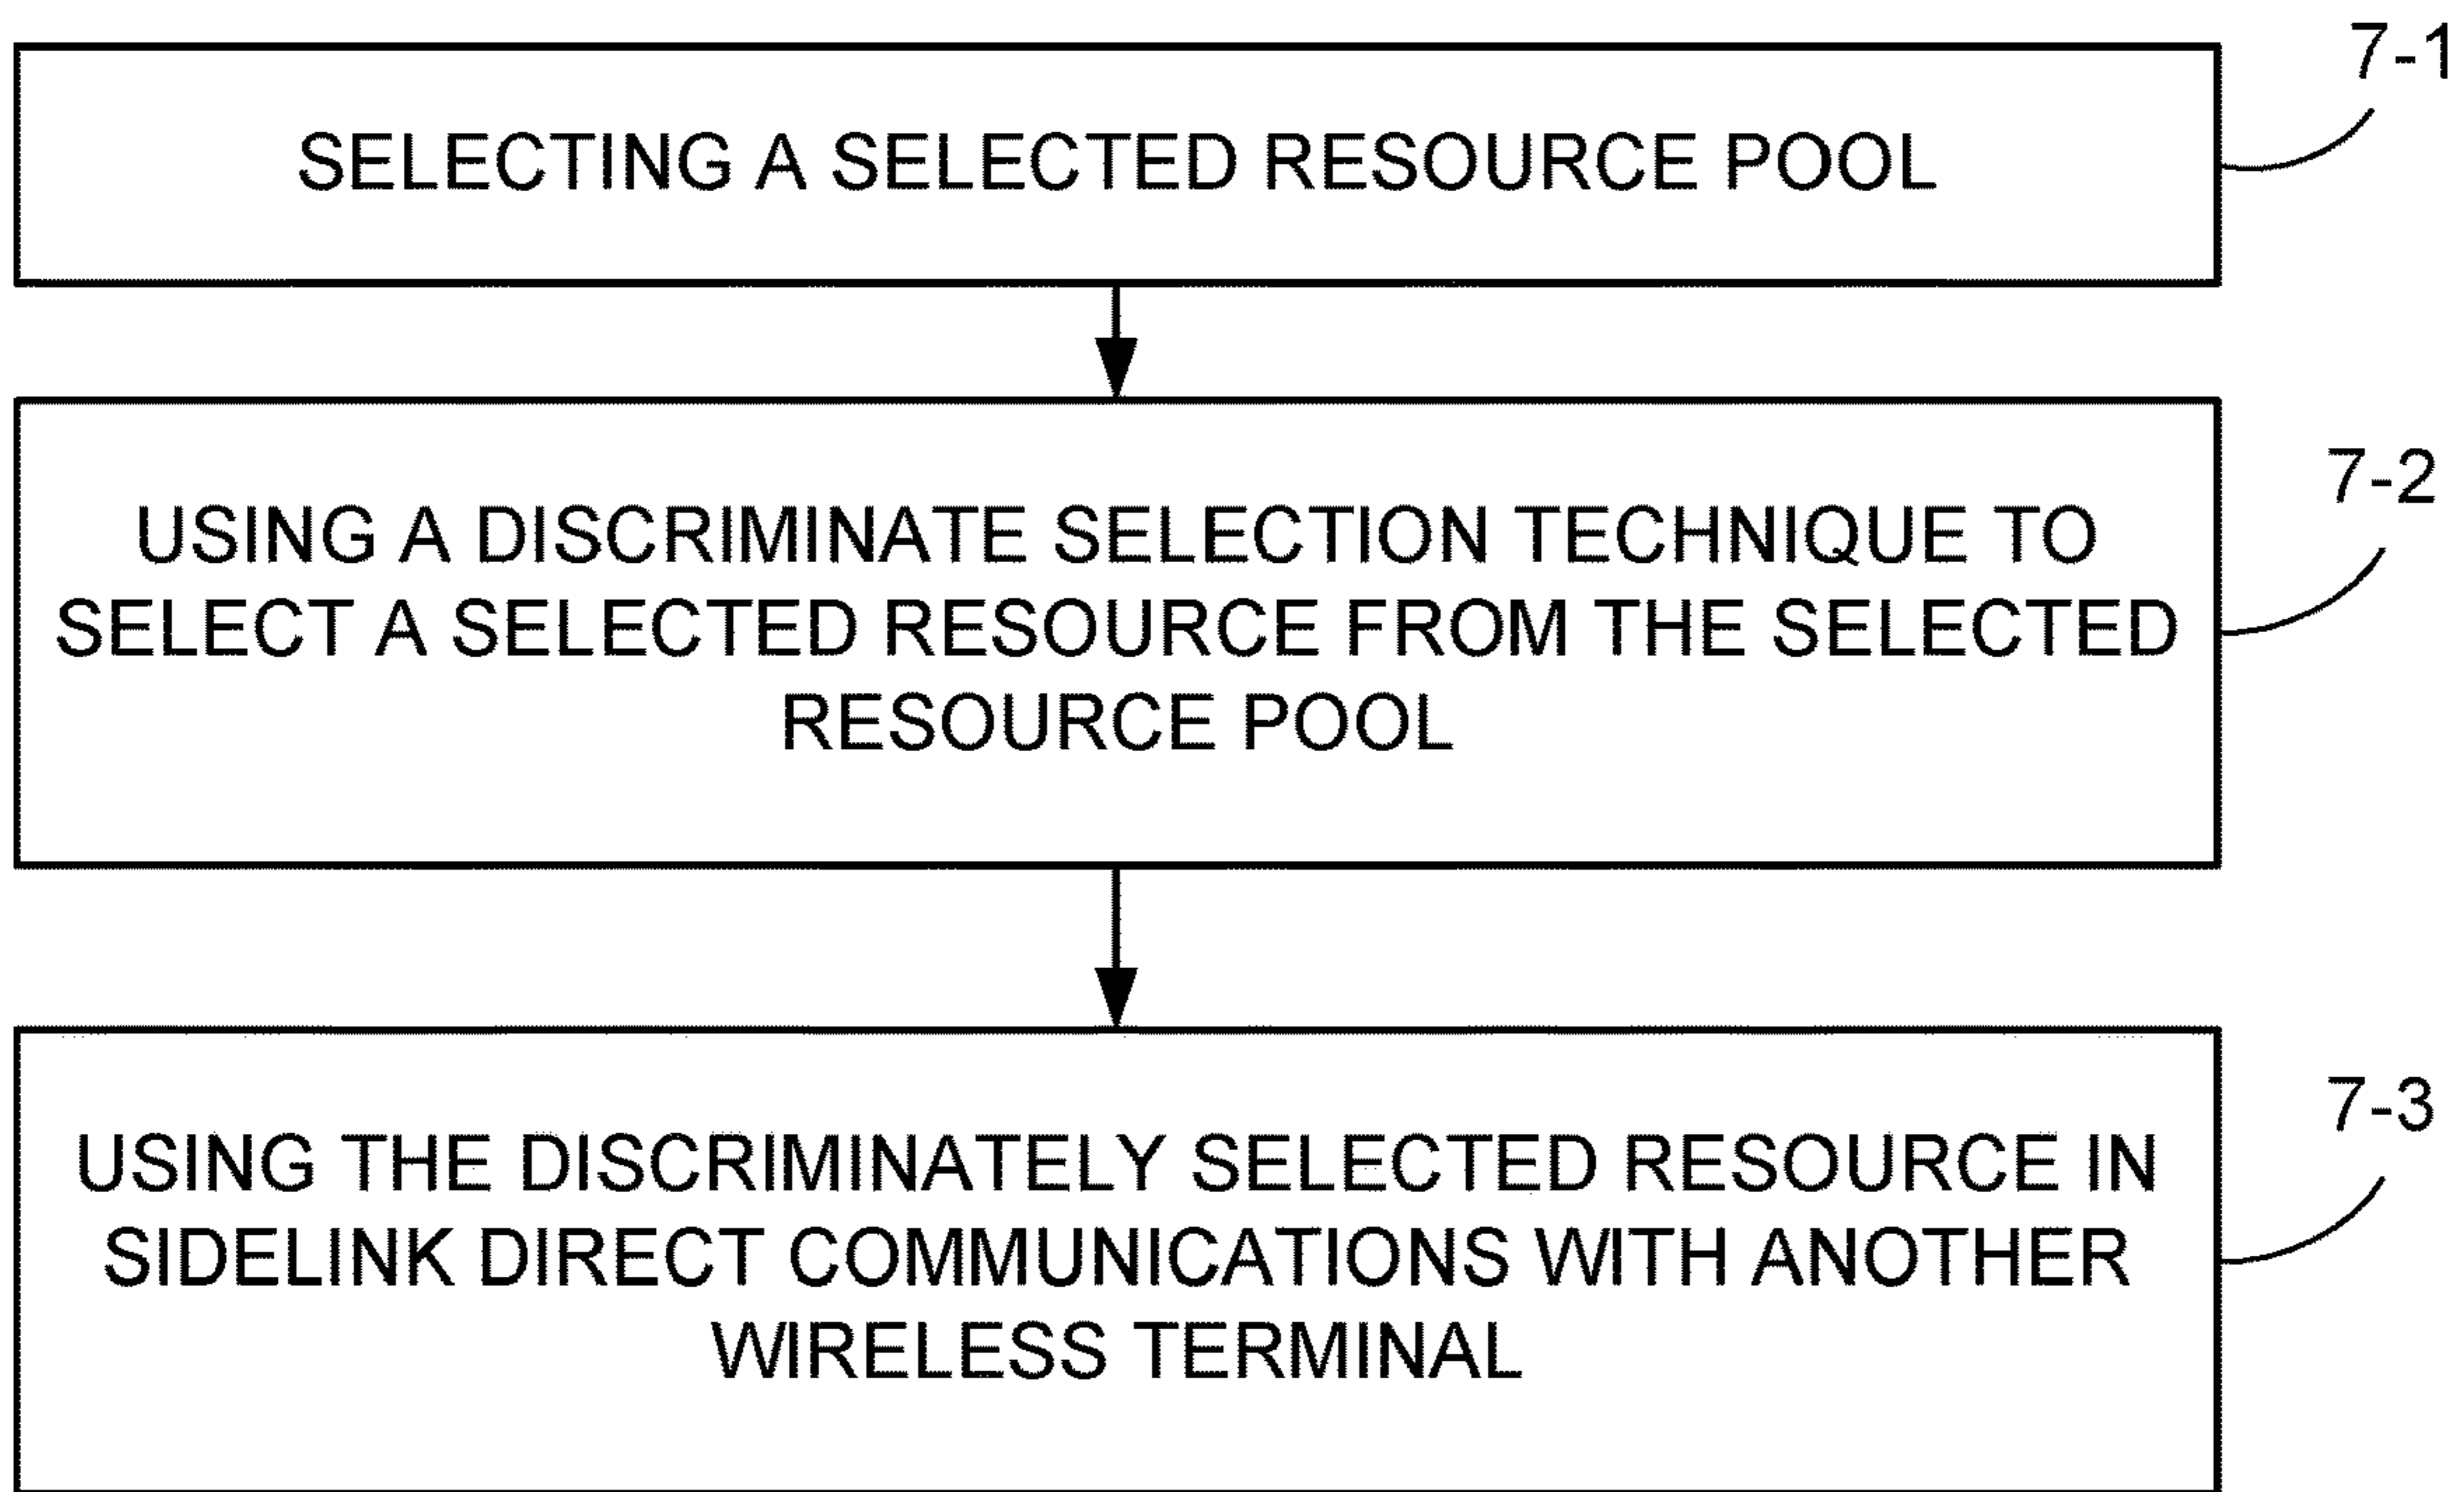 7-1
SELECTING A SELECTED RESOURCE POOL
7-2
USING A DISCRIMINATE SELECTION TECHNIQUE TO
SELECT A SELECTED RESOURCE FROM THE SELECTED
RESOURCE POOL
7-3
USING THE DISCRIMINATELY SELECTED RESOURCE IN
SIDELINK DIRECT COMMUNICATIONS WITH ANOTHER
WIRELESS TERMINAL